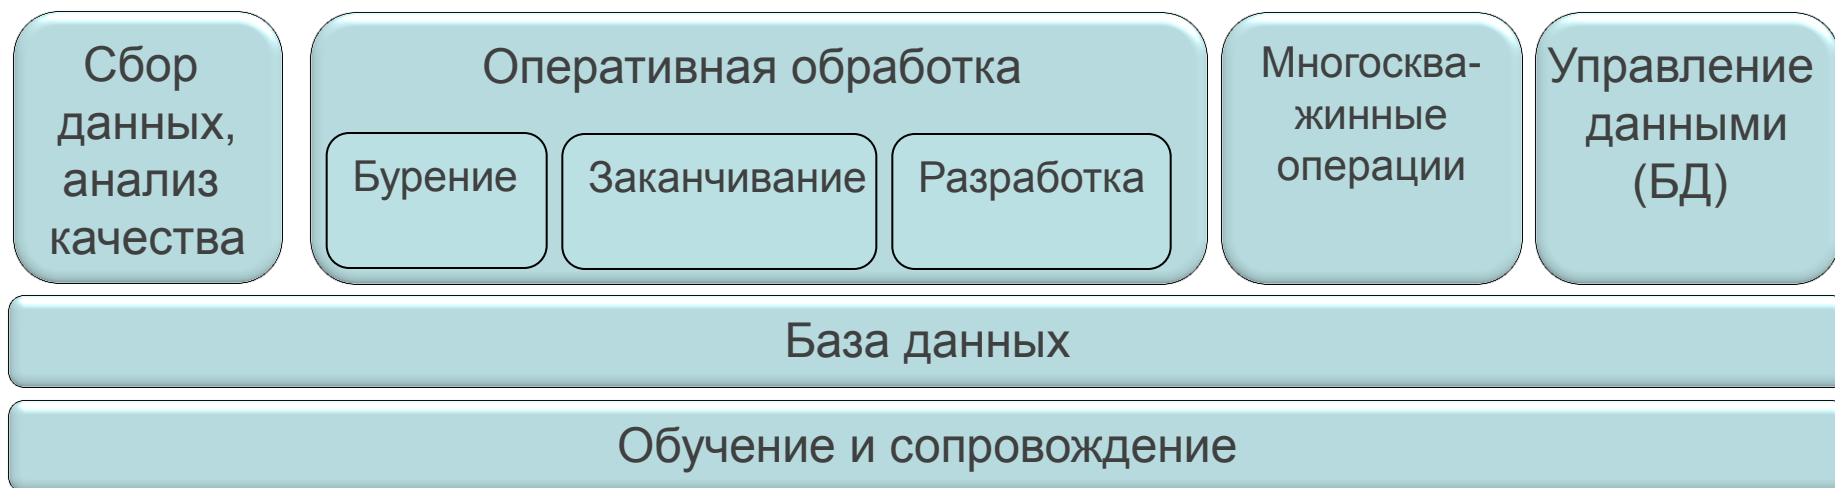 Сбор
данных,
анализ
качества
Оперативная обработка
Бурение
Заканчивание
Разработка
Многосква-
жинные
операции
Управление
данными
(БД)
База данных
Обучение и сопровождение